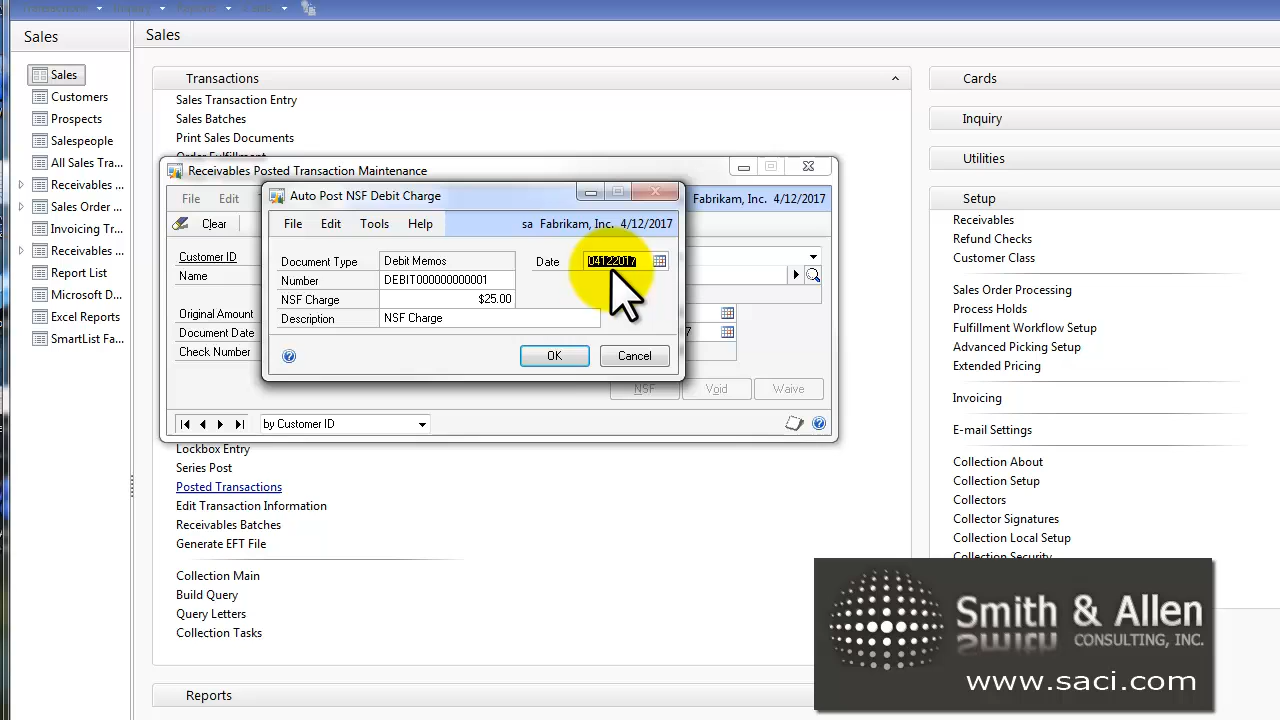 Transactions Inquiry Reports
Sales
Sales
Sales
Customers
Prospects
Salespeople
All Sales Tra...
Receivables ...
Sales Order ...
Invoicing Tr...
Receivables ...
Report List
Microsoft D...
Excel Reports
SmartList Fa...
Transactions
Sales Transaction Entry
Sales Batches
Print Sales Documents
Order Fulfillment
Receivables Posted Transaction Maintenance
File Edit
Fabrikam, Inc. 4/12/2017
Clear
Customer ID
Name
Original Amount
Document Date
Check Number
NSF Void Waive
by Customer ID
Auto Post NSF Debit Charge
File Edit Tools Help sa Fabrikam, Inc. 4/12/2017
Document Type Debit Memos Date 04122017
Number DEBIT00000000001
NSF Charge $25.00
Description NSF Charge
OK Cancel
Lockbox Entry
Series Post
Posted Transactions
Edit Transaction Information
Receivables Batches
Generate EFT File
Collection Main
Build Query
Query Letters
Collection Tasks
Reports
Cards
Inquiry
Utilities
Setup
Receivables
Refund Checks
Customer Class
Sales Order Processing
Process Holds
Fulfillment Workflow Setup
Advanced Picking Setup
Extended Pricing
Invoicing
E-mail Settings
Collection About
Collection Setup
Collectors
Collector Signatures
Collection Local Setup
Collection Security
Smith & Allen
CONSULTING, INC.
www.saci.com